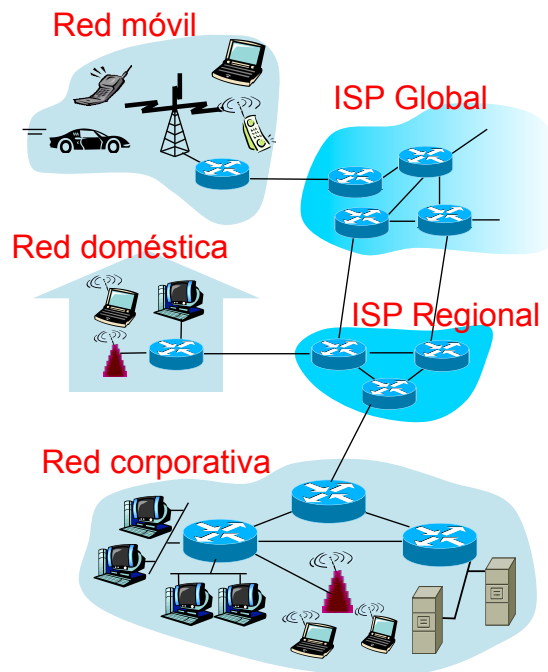 Red móvil
ISP Global
Red doméstica
ISP Regional
Red corporativa